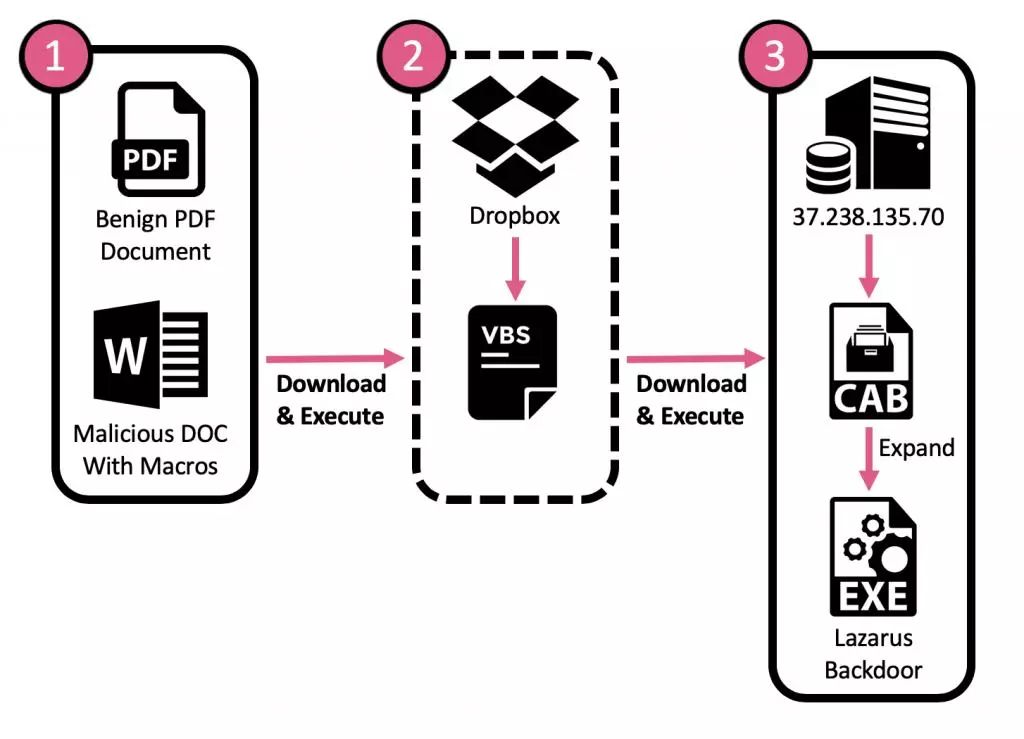 1
PDF
Benign PDF
Document
W
Malicious DOC
With Macros
Download
& Execute
2
Dropbox
VBS
Download
& Execute
3
37.238.135.70
CAB
Expand
EXE
Lazarus
Backdoor